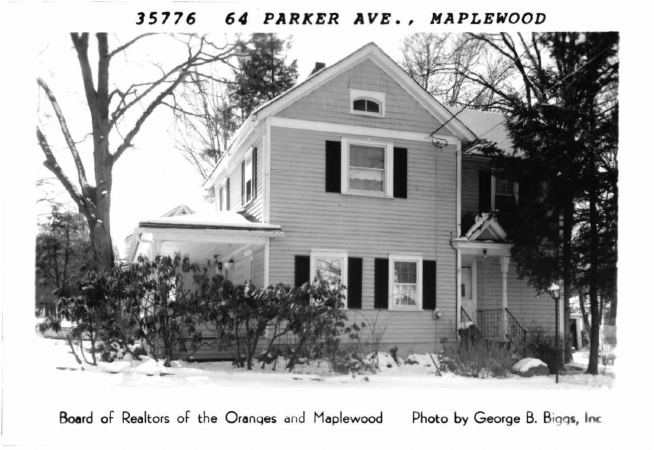 35776 64 PARKER AVE., MAPLEWOOD
Board of Realtors of the Oranges and Maplewood Photo by George B. Biggs, Inc